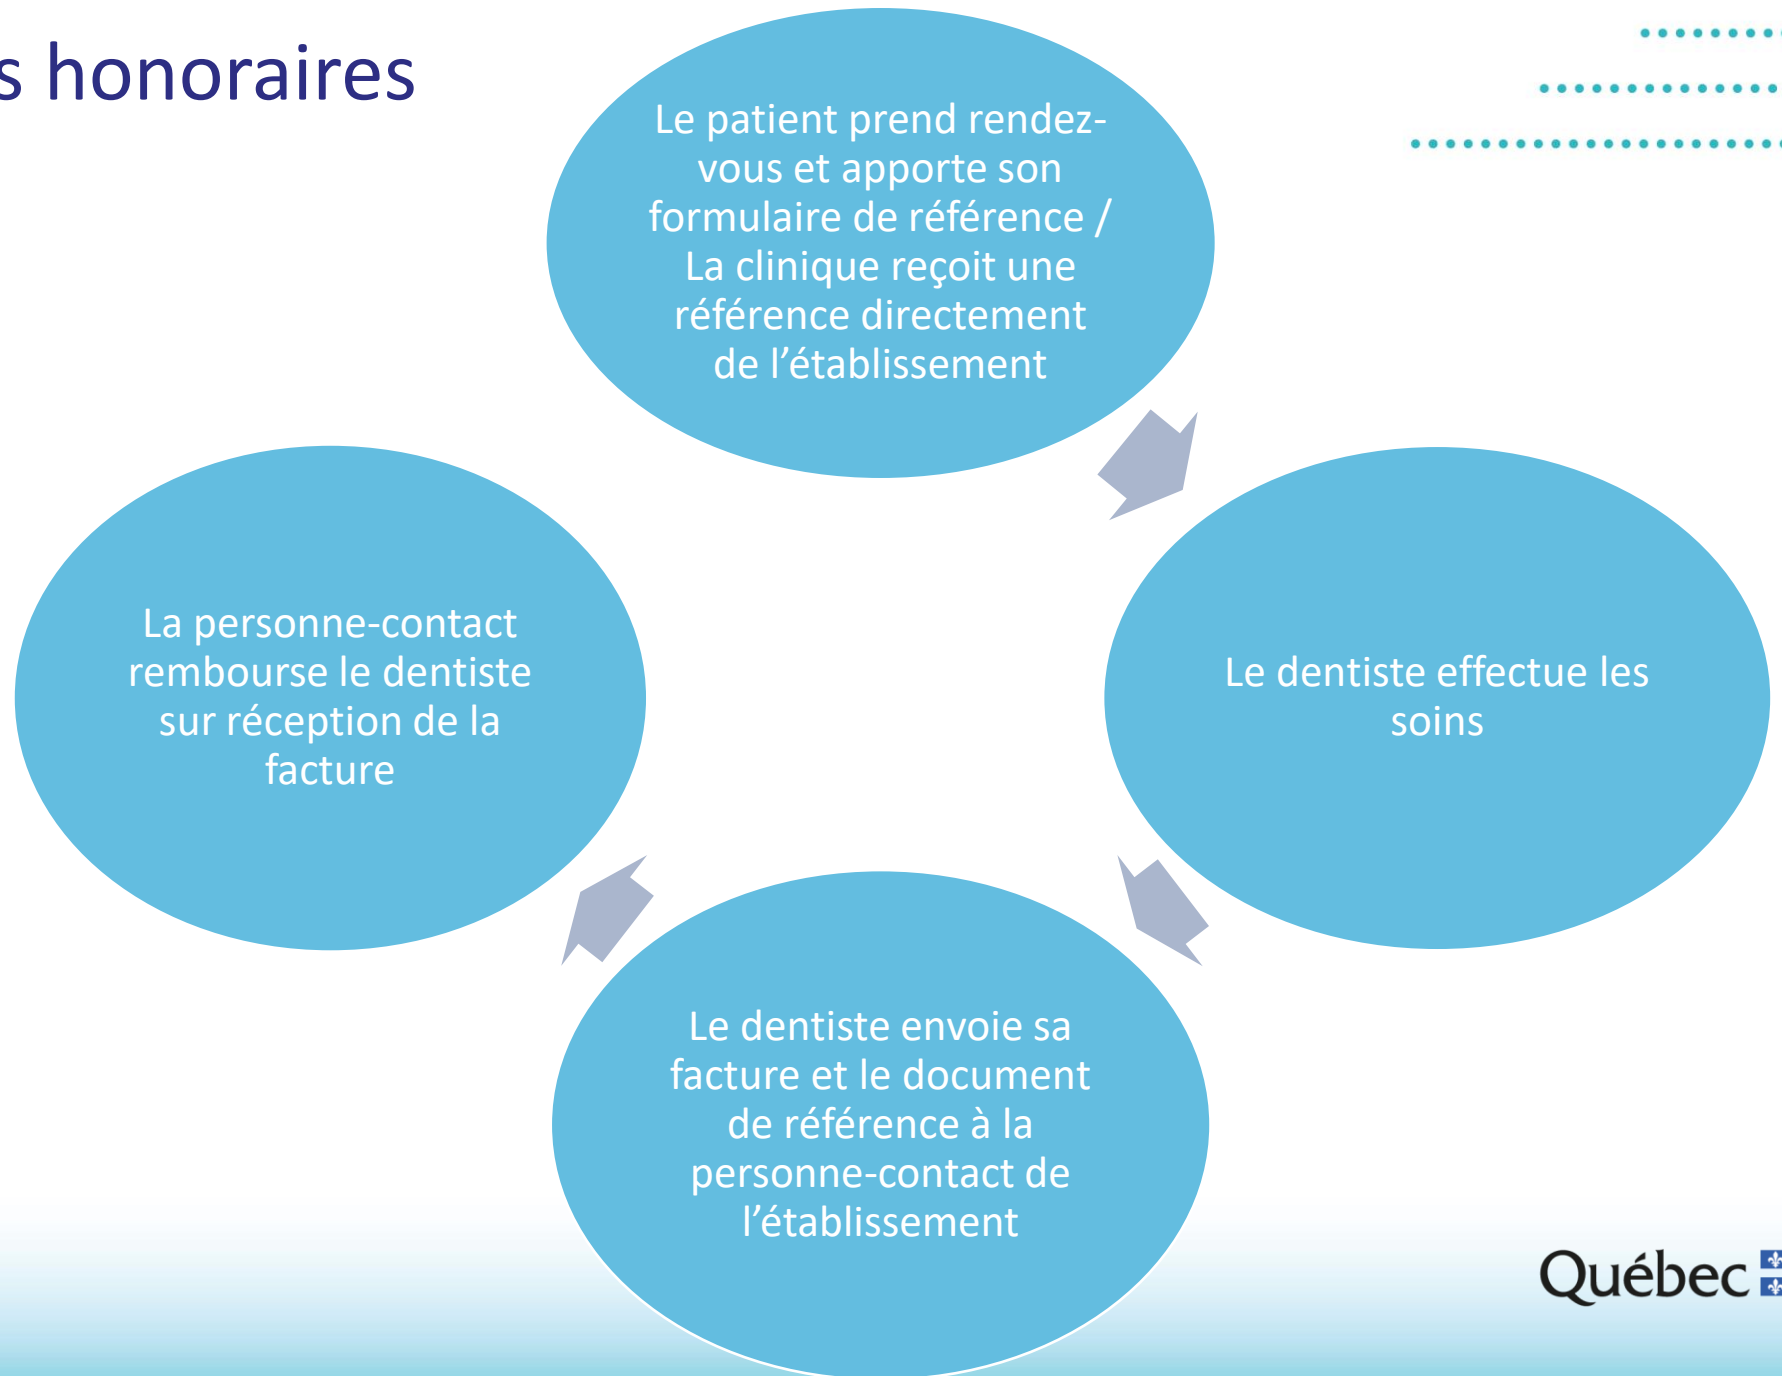 s honoraires
Le patient prend rendez-
vous et apporte son
formulaire de référence /
La clinique reçoit une
référence directement
de l’établissement
Le dentiste effectue les
soins
Le dentiste envoie sa
facture et le document
de référence à la
personne-contact de
l’établissement
La personne-contact
rembourse le dentiste
sur réception de la
facture
Québec